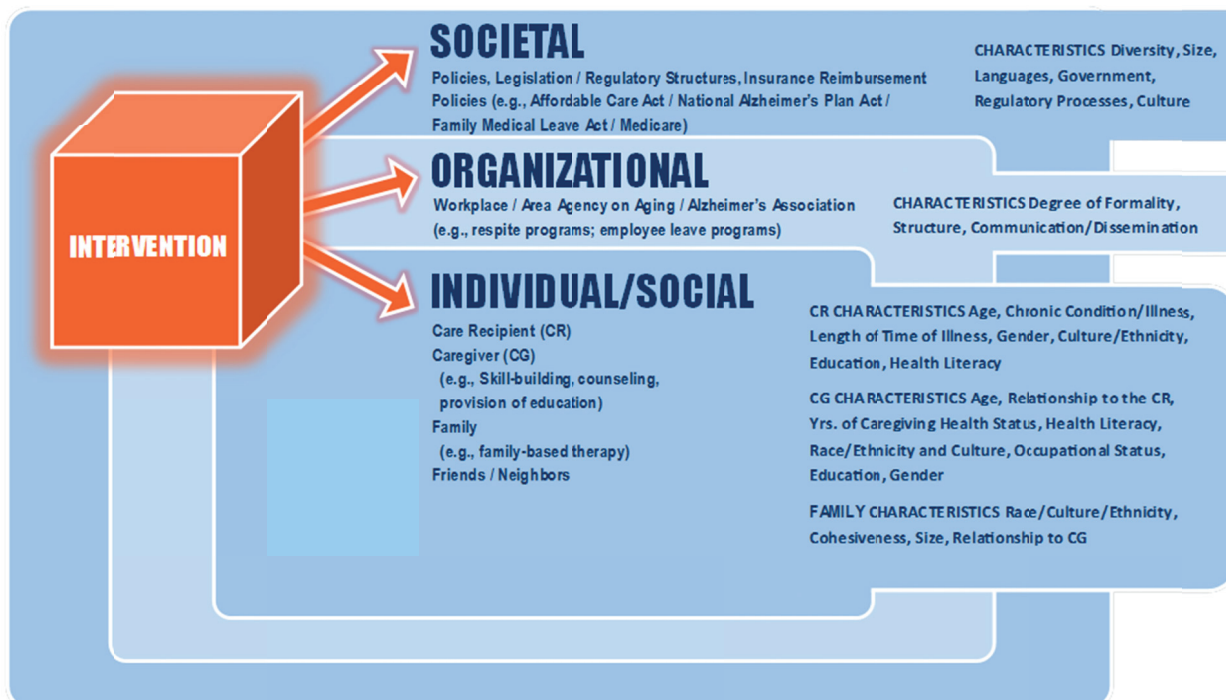 INTERVENTION
SOCIETAL
Policies, Legislation / Regulatory Structures, Insurance Reimbursement
Policies (e.g., Affordable Care Act / National Alzheimer's Plan Act /
Family Medical Leave Act / Medicare)
CHARACTERISTICS Diversity, Size,
Languages, Government,
Regulatory Processes, Culture
ORGANIZATIONAL
Workplace / Area Agency on Aging / Alzheimer's Association
(e.g., respite programs; employee leave programs)
CHARACTERISTICS Degree of Formality,
Structure, Communication/Dissemination
INDIVIDUAL/SOCIAL
Care Recipient (CR)
Caregiver (CG)
(e.g., Skill-building, counseling,
provision of education)
Family
(e.g., family-based therapy)
Friends / Neighbors
CR CHARACTERISTICS Age, Chronic Condition/Illness,
Length of Time of Illness, Gender, Culture/Ethnicity,
Education, Health Literacy
CG CHARACTERISTICS Age, Relationship to the CR,
Yrs. of Caregiving Health Status, Health Literacy,
Race/Ethnicity and Culture, Occupational Status,
Education, Gender
FAMILY CHARACTERISTICS Race/Culture/Ethnicity,
Cohesiveness, Size, Relationship to CG